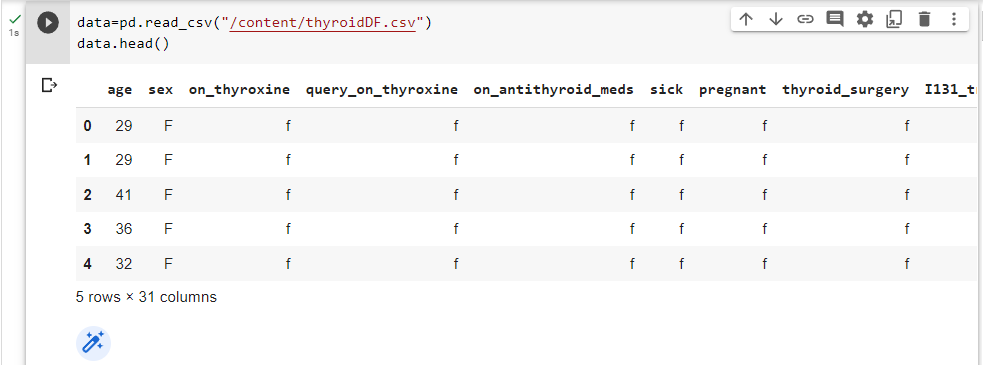 1s
data=pd.read_csv("/content/thyroidDF.csv")
data.head()
age sex on_thyroxine query_on_thyroxine on_antithyroid_meds sick pregnant thyroid_surgery I131_t
0 29 F f f f f f f
1 29 F f f f f f f
2 41 F f f f f f f
3 36 F f f f f f f
4 32 F f f f f f f
5 rows × 31 columns